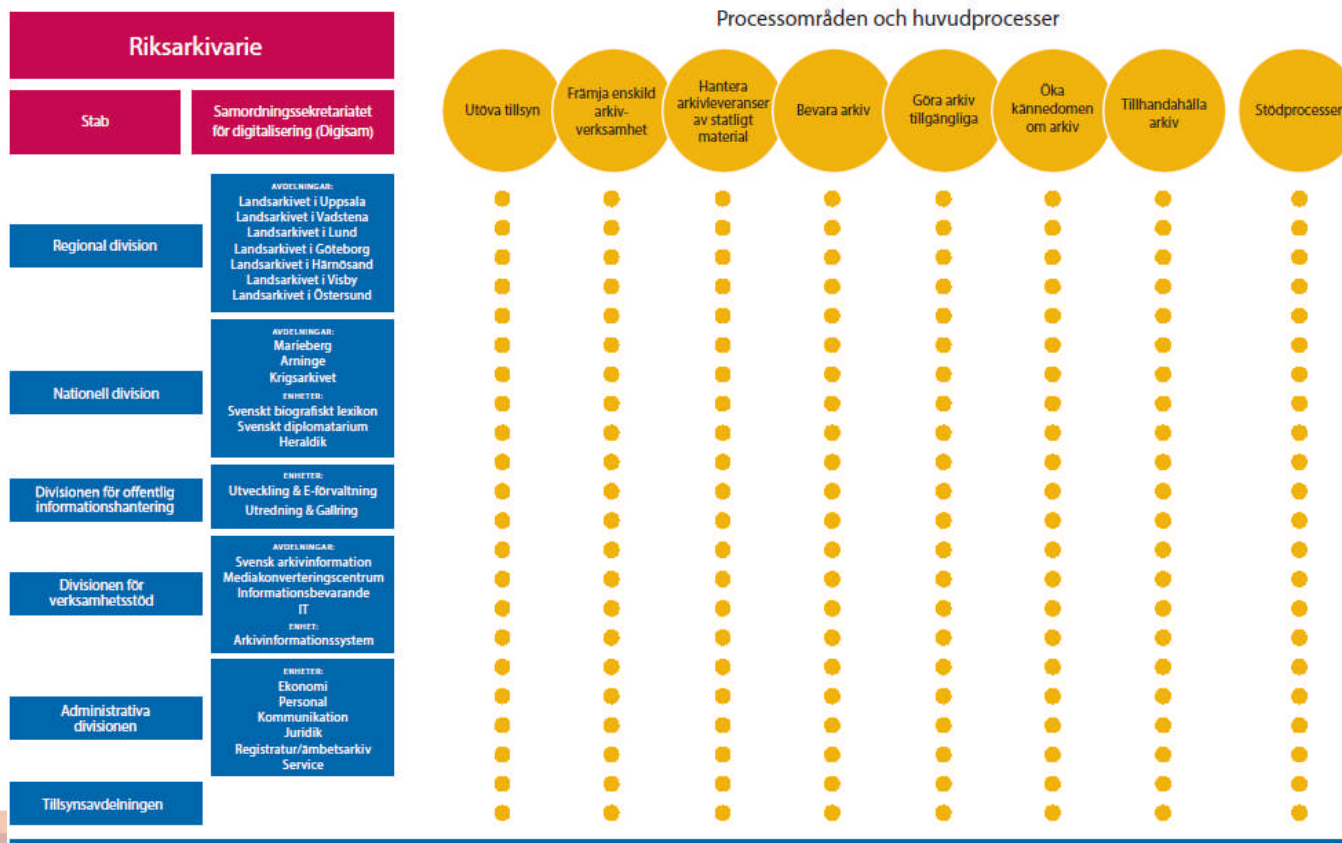 Riksarkivarie
Stab
Samordningssekretariatet
för digitalisering (Digisam)
Regional division
AVDELNINGAR:
Landsarkivet i Uppsala
Landsarkivet i Vadstena
Landsarkivet i Lund
Landsarkivet i Göteborg
Landsarkivet i Härnösand
Landsarkivet i Visby
Landsarkivet i Östersund
Nationell division
AVDELNINGAR:
Marieberg
Arninge
Krigsarkivet
ENHETER:
Svenskt biografiskt lexikon
Svenskt diplomatarium
Heraldik
Divisionen för offentlig
informationshantering
ENHETER:
Utveckling & E-förvaltning
Utredning & Gallring
Divisionen för
verksamhetsstöd
AVDELNINGAR:
Svensk arkivinformation
Mediakonverteringscentrum
Informationsbevarande
IT
ENHET:
Arkivinformationssystem
Administrativa
divisionen
ENHETER:
Ekonomi
Personal
Kommunikation
Juridik
Registratur/ämbetsarkiv
Service
Tillsynsavdelningen
Processområden och huvudprocesser
Utöva tillsyn
Främja enskild
arkiv-
verksamhet
Hantera
arkivleveranser
av statligt
material
Bevara arkiv
Göra arkiv
tillgängliga
Öka
kännedomen
om arkiv
Tillhandahålla
arkiv
Stödprocesser